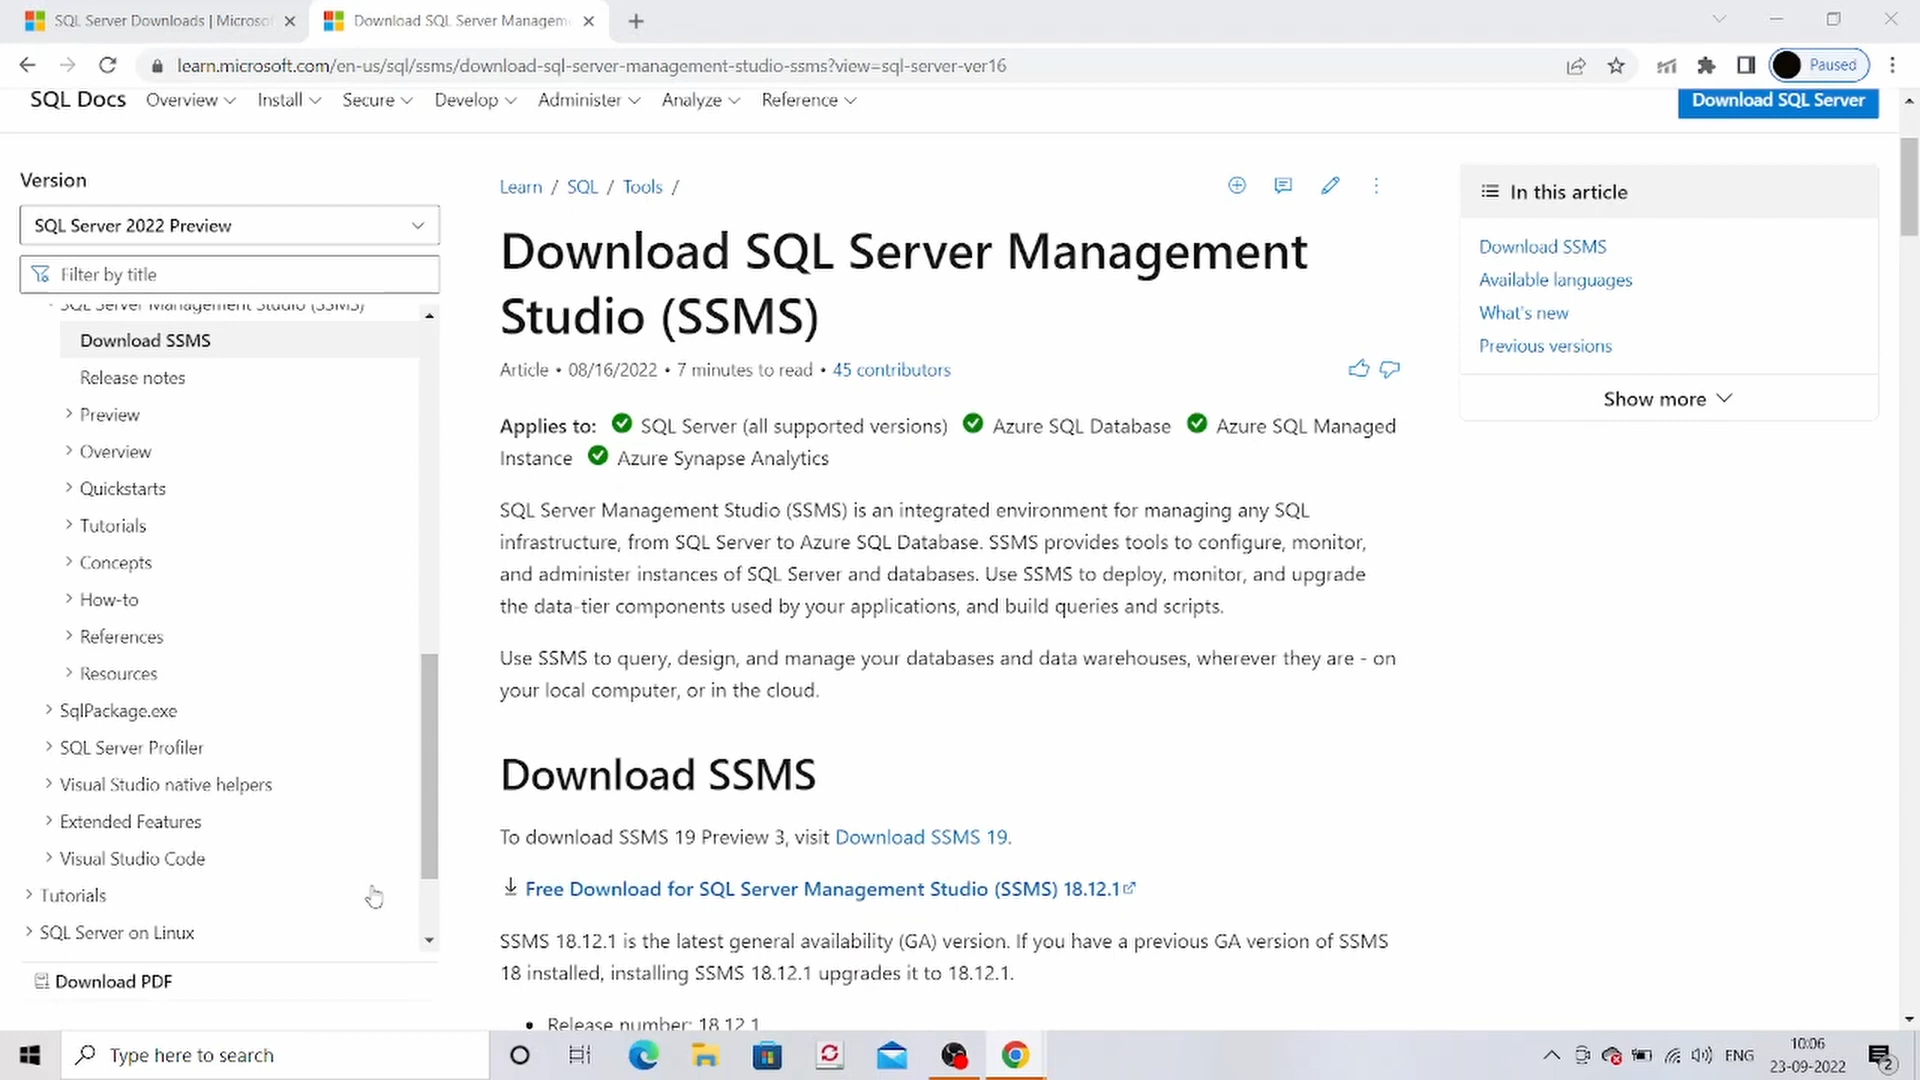 SQL Server Downloads | Microsof
Download SQL Server Managem
learn.microsoft.com/en-us/sql/ssms/download-sql-server-management-studio-ssms?view=sql-server-ver16
Paused
SQL Docs Overview Install Secure Develop Administer Analyze Reference
Download SQL Server
Version
SQL Server 2022 Preview
Filter by title
SQL Server Management Studio (SSMS)
Download SSMS
Release notes
Preview
Overview
Quickstarts
Tutorials
Concepts
How-to
References
Resources
SqlPackage.exe
SQL Server Profiler
Visual Studio native helpers
Extended Features
Visual Studio Code
Tutorials
SQL Server on Linux
Download PDF
Learn / SQL / Tools /
Download SQL Server Management
Studio (SSMS)
Article • 08/16/2022 • 7 minutes to read • 45 contributors
Applies to: SQL Server (all supported versions) Azure SQL Database Azure SQL Managed
Instance Azure Synapse Analytics
SQL Server Management Studio (SSMS) is an integrated environment for managing any SQL
infrastructure, from SQL Server to Azure SQL Database. SSMS provides tools to configure, monitor,
and administer instances of SQL Server and databases. Use SSMS to deploy, monitor, and upgrade
the data-tier components used by your applications, and build queries and scripts.
Use SSMS to query, design, and manage your databases and data warehouses, wherever they are - on
your local computer, or in the cloud.
Download SSMS
To download SSMS 19 Preview 3, visit Download SSMS 19.
Free Download for SQL Server Management Studio (SSMS) 18.12.1
SSMS 18.12.1 is the latest general availability (GA) version. If you have a previous GA version of SSMS
18 installed, installing SSMS 18.12.1 upgrades it to 18.12.1.
• Release number: 18.12.1
In this article
Download SSMS
Available languages
What's new
Previous versions
Show more
Type here to search
ENG
10:06
23-09-2022
2